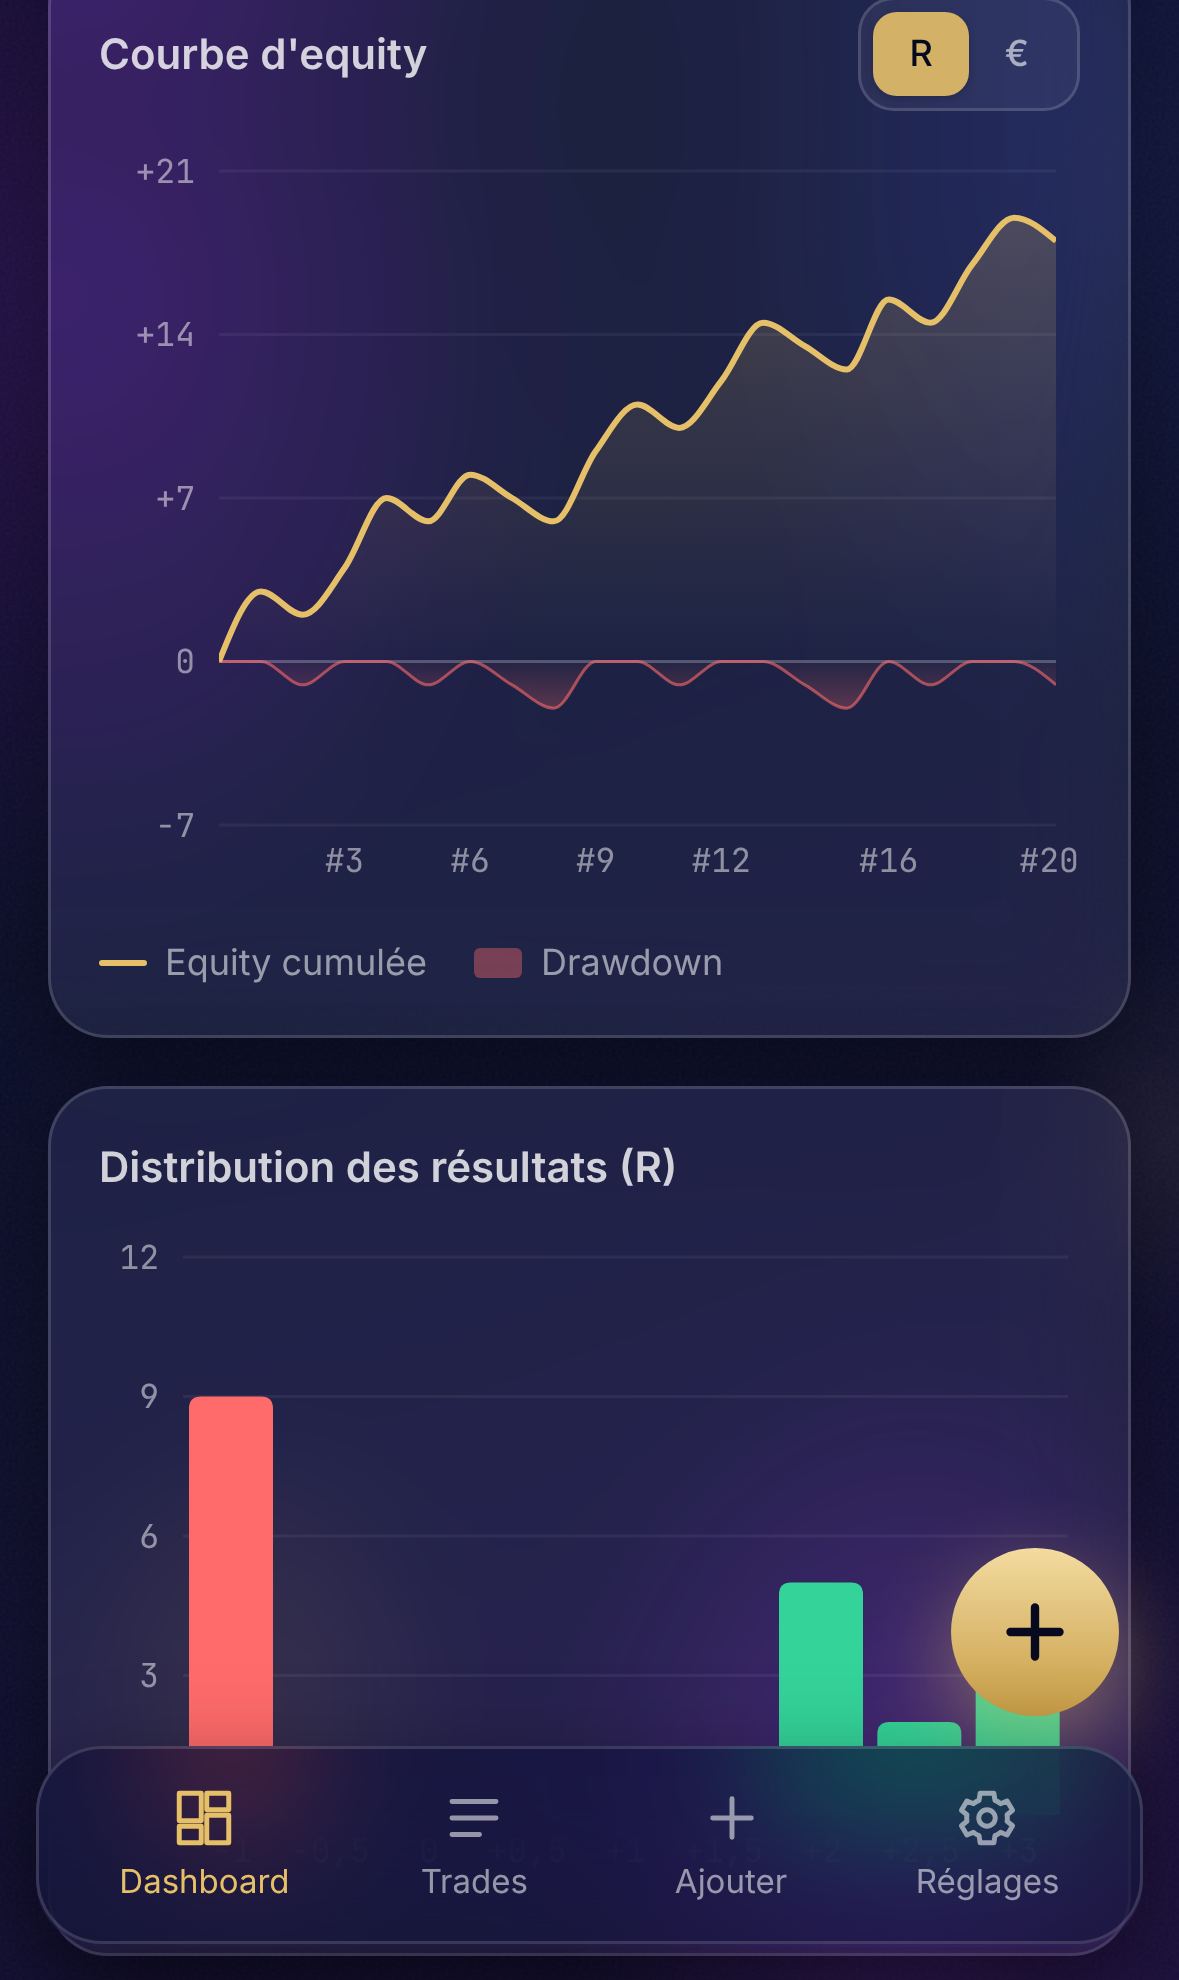 Courbe d'equity
R €
+21
+14
+7
0
-7
#3 #6 #9 #12 #16 #20
Equity cumulée Drawdown
Distribution des résultats (R)
12
9
6
3
Dashboard Trades Ajouter Réglages